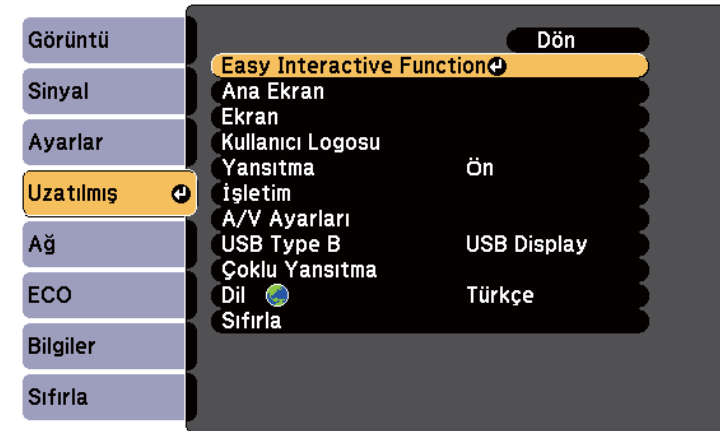 Görüntü
Sinyal
Ayarlar
Uzatılmış
Ağ
ECO
Bilgiler
Sıfırla
Dön
Easy Interactive Function
Ana Ekran
Ekran
Kullanıcı Logosu
Yansıtma Ön
İşletim
A/V Ayarları
USB Type B USB Display
Çoklu Yansıtma
Dil Türkçe
Sıfırla